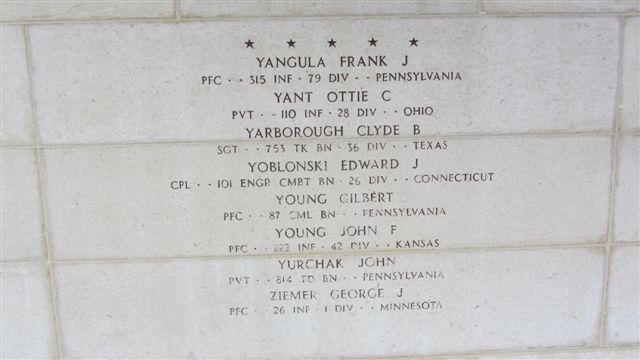 ★ ★ ★ ★ ★
YANGULA FRANK J
PFC · · 315 INF · 79 DIV · · PENNSYLVANIA
YANT OTTIE C
PVT · · 110 INF · 28 DIV · · OHIO
YARBOROUGH CLYDE B
SGT · · 753 TK BN · 36 DIV · · TEXAS
YOBLONSKI EDWARD J
CPL · · 101 ENGR CMBT BN · 26 DIV · · CONNECTICUT
YOUNG GILBERT
PFC · · 87 CML BN · · PENNSYLVANIA
YOUNG JOHN F
PFC · · 222 INF · 42 DIV · · KANSAS
YURCHAK JOHN
PVT · · 814 TD BN · · PENNSYLVANIA
ZIEMER GEORGE J
PFC · · 26 INF · 1 DIV · · MINNESOTA